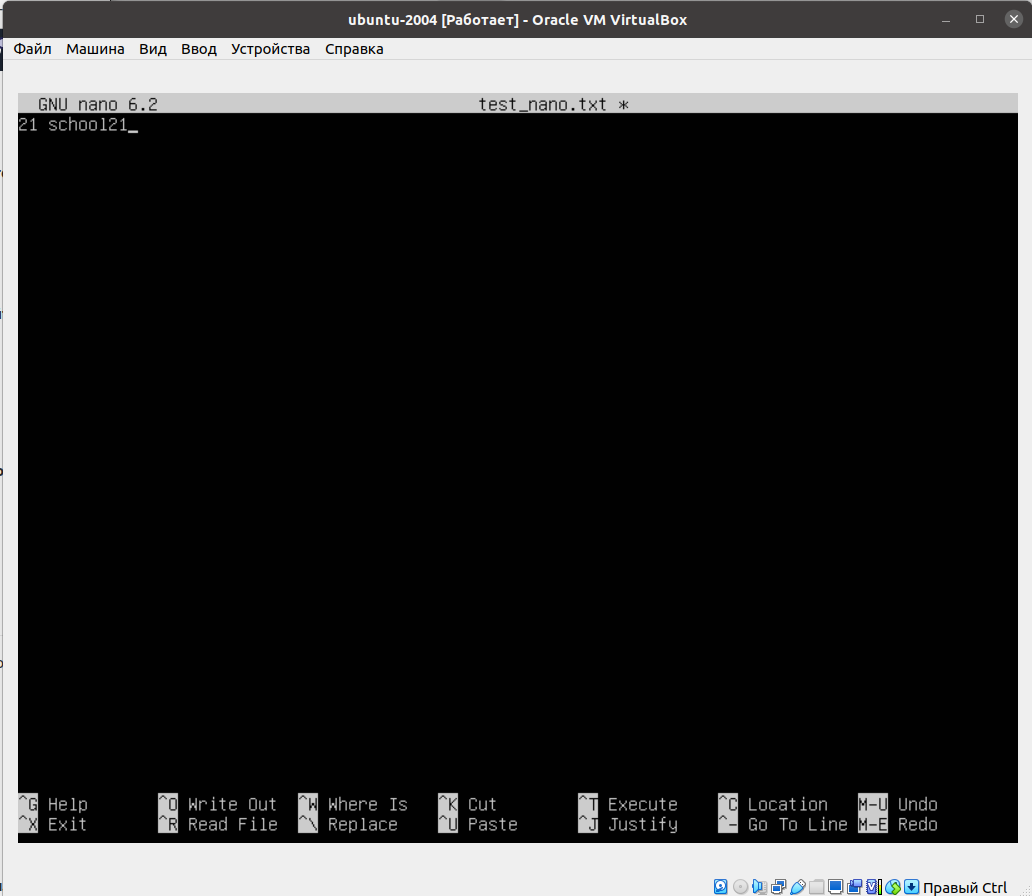 ubuntu-2004 [Работает] - Oracle VM VirtualBox
Файл Машина Вид Ввод Устройства Справка
GNU nano 6.2 test_nano.txt *
21 school21_
^G Help ^O Write Out ^W Where Is ^K Cut ^T Execute ^C Location M-U Undo
^X Exit ^R Read File ^\ Replace ^U Paste ^J Justify ^- Go To Line M-E Redo
Правый Ctrl